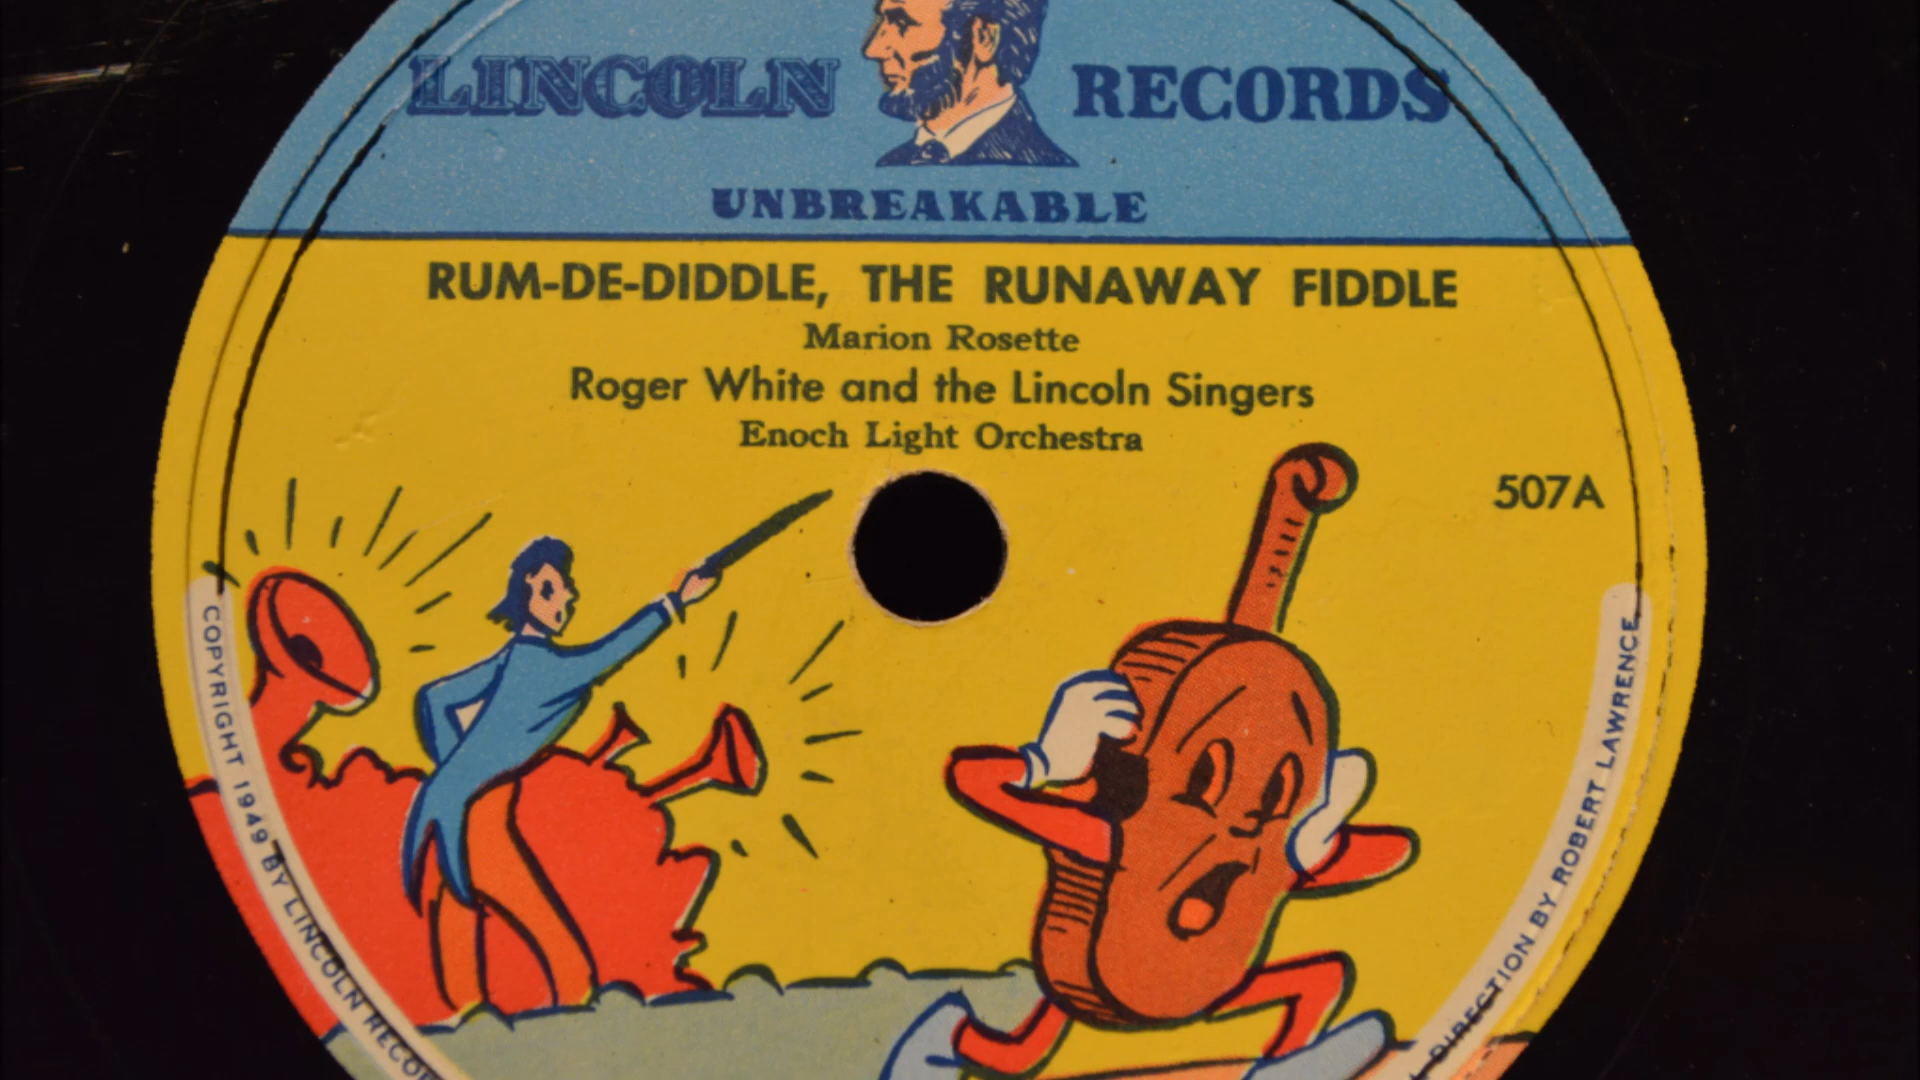 LINCOLN RECORDS
UNBREAKABLE
RUM-DE-DIDDLE, THE RUNAWAY FIDDLE
Marion Rosette
Roger White and the Lincoln Singers
Enoch Light Orchestra
507A
COPYRIGHT 1949 BY LINCOLN
DIRECTION BY ROBERT LAWRENCE